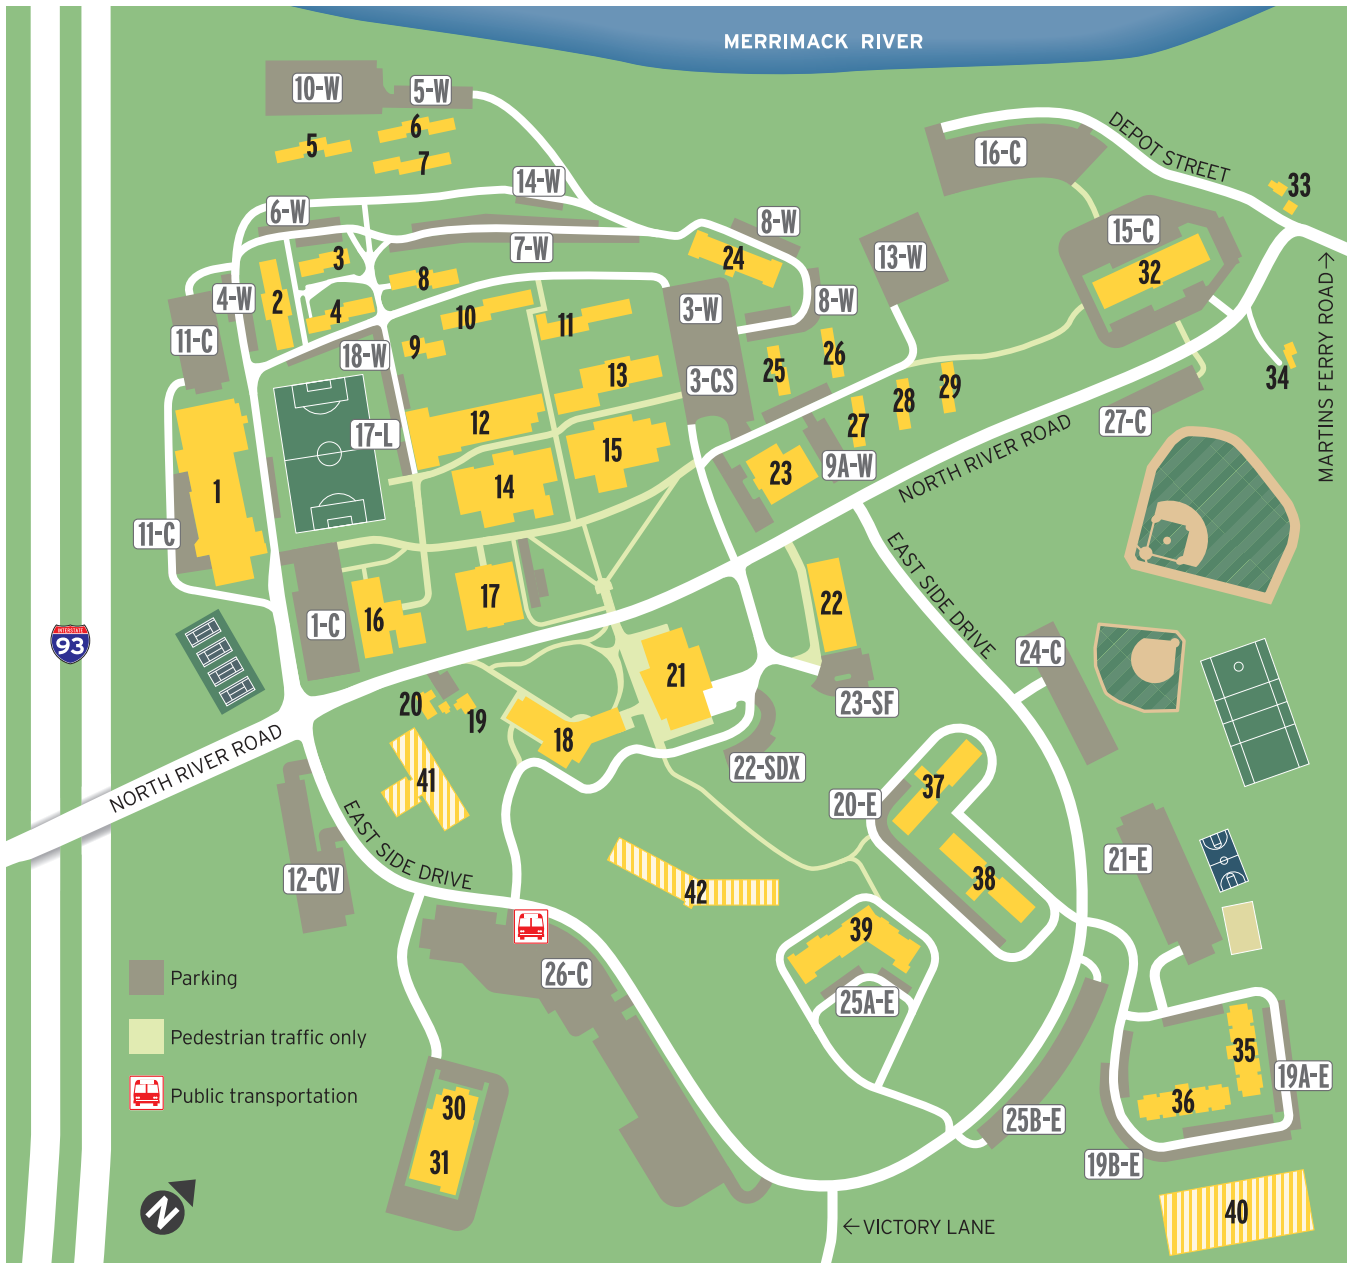 MERRIMACK RIVER
10-W
5-W
6
5
7
DEPOT STREET
16-C
14-W
33
6-W
8-W
15-C
7-W
3
24
13-W
32
8
4-W
2
4
10
11
3-W
8-W
11-C
18-W
9
26
25
13
3-CS
29
28
34
MARTINS FERRY ROAD→
12
17-L
27
27-C
15
9A-W
23
NORTH RIVER ROAD
1
14
11-C
EAST SIDE DRIVE
17
22
16
1-C
INTERSTATE
93
24-C
21
20
19
23-SF
18
NORTH RIVER ROAD
22-SDX
41
37
20-E
EAST SIDE DRIVE
21-E
12-CV
38
42
39
26-C
Parking
25A-E
Pedestrian traffic only
35
19A-E
Public transportation
30
36
25B-E
31
19B-E
N
40
←VICTORY LANE